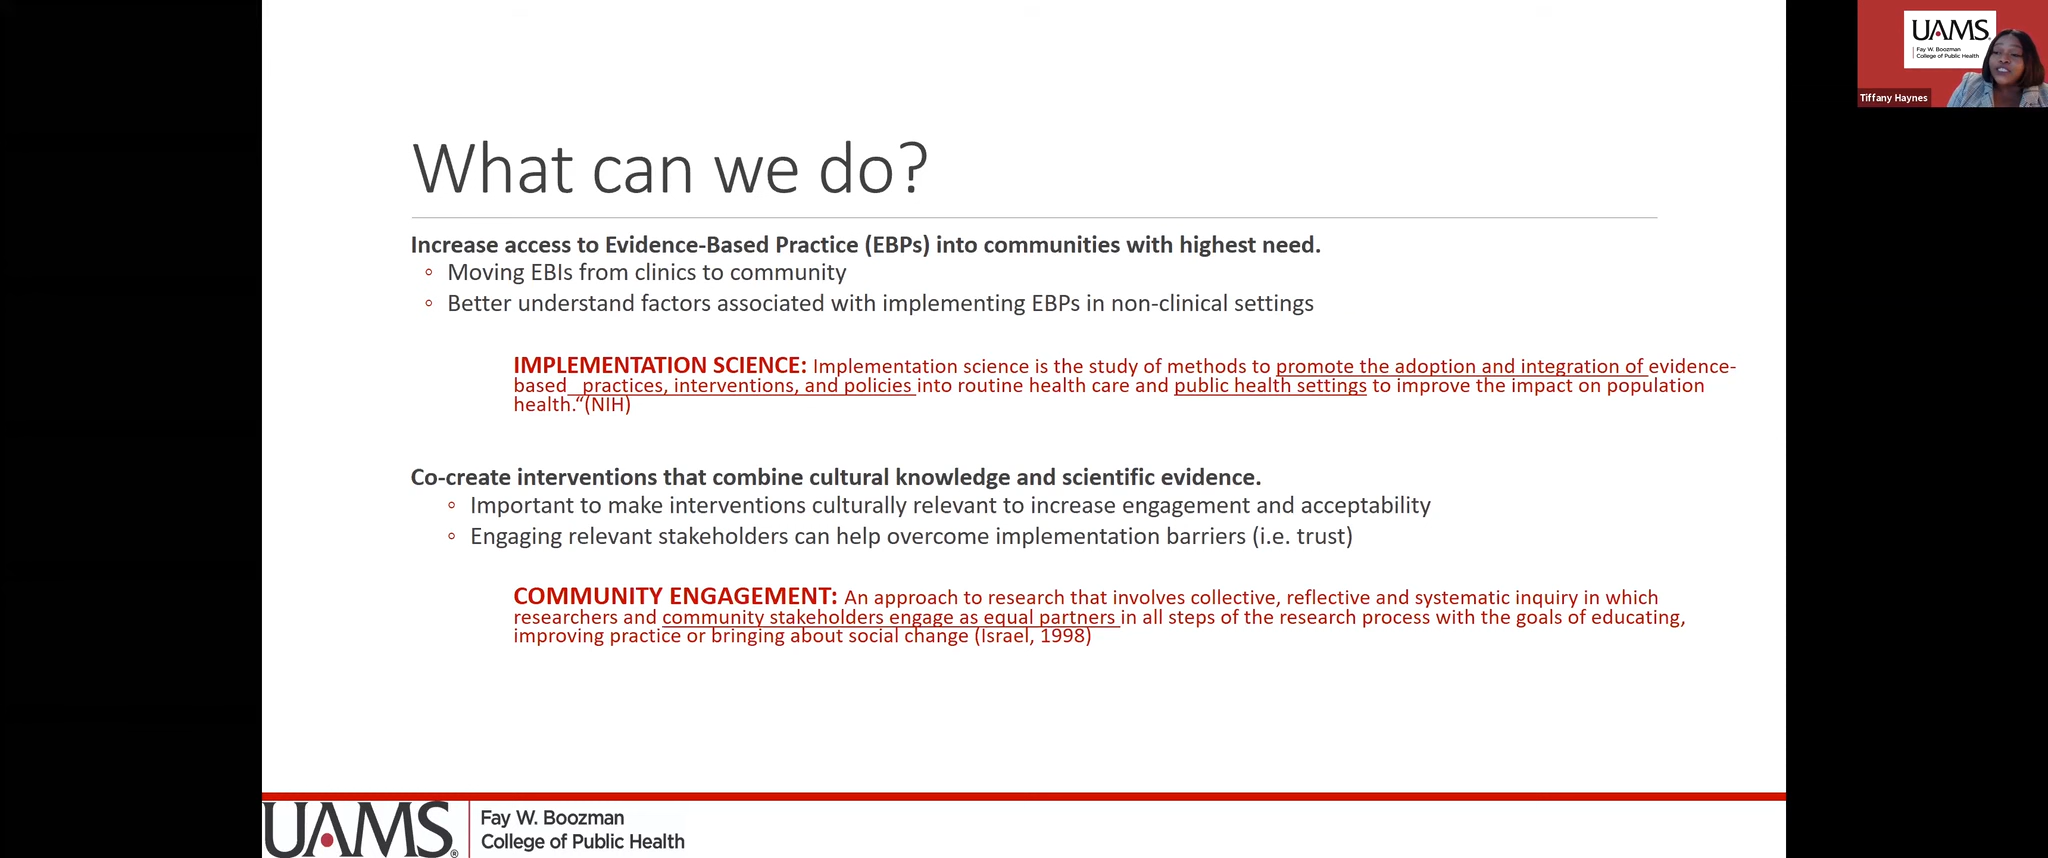 What can we do?
Increase access to Evidence-Based Practice (EBPs) into communities with highest need.
Moving EBIs from clinics to community
Better understand factors associated with implementing EBPs in non-clinical settings
IMPLEMENTATION SCIENCE: Implementation science is the study of methods to promote the adoption and integration of evidence-
based practices, interventions, and policies into routine health care and public health settings to improve the impact on population
health.“(NIH)
Co-create interventions that combine cultural knowledge and scientific evidence.
Important to make interventions culturally relevant to increase engagement and acceptability
Engaging relevant stakeholders can help overcome implementation barriers (i.e. trust)
COMMUNITY ENGAGEMENT: An approach to research that involves collective, reflective and systematic inquiry in which
researchers and community stakeholders engage as equal partners in all steps of the research process with the goals of educating,
improving practice or bringing about social change (Israel, 1998)
UAMS®
Fay W. Boozman
College of Public Health
UAMS
Fay W. Boozman
College of Public Health
Tiffany Haynes